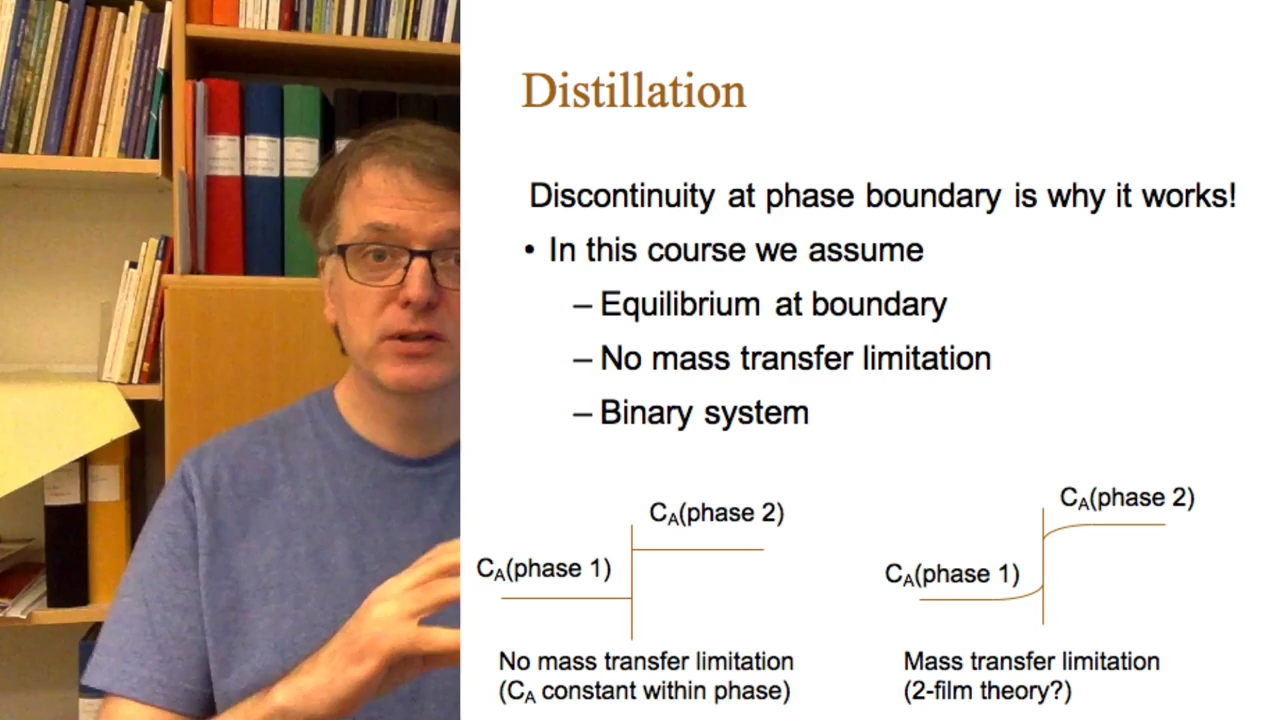 Distillation
Discontinuity at phase boundary is why it works!
• In this course we assume
– Equilibrium at boundary
– No mass transfer limitation
– Binary system
CA(phase 1)
CA(phase 2)
No mass transfer limitation
(CA constant within phase)
CA(phase 1)
CA(phase 2)
Mass transfer limitation
(2-film theory?)